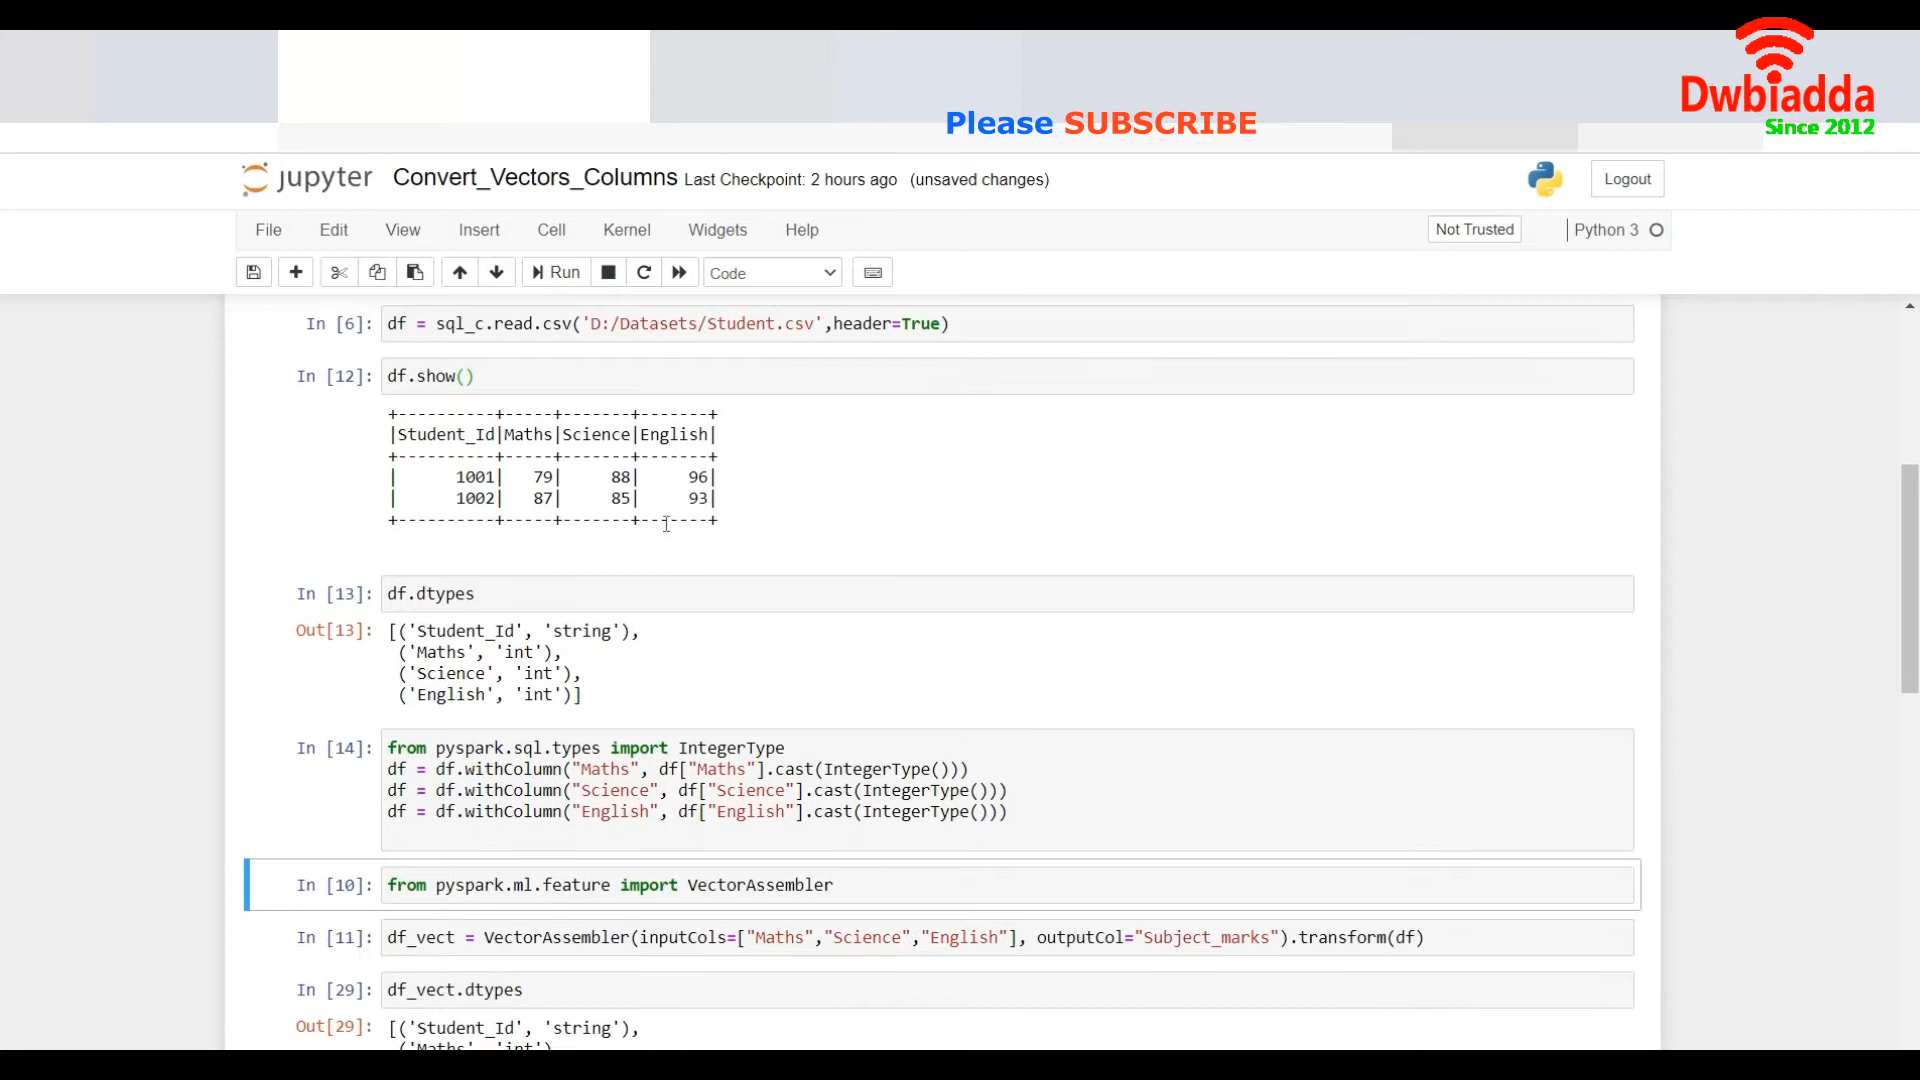 Dwbiadda
Since 2012
Please SUBSCRIBE
jupyter Convert_Vectors_Columns Last Checkpoint: 2 hours ago (unsaved changes)
Logout
File Edit View Insert Cell Kernel Widgets Help
Not Trusted
Python 3
Run
Code
In [6]: df = sql_c.read.csv('D:/Datasets/Student.csv',header=True)
In [12]: df.show()
+----------+-----+-------+-------+
|Student_Id|Maths|Science|English|
+----------+-----+-------+-------+
|      1001|   79|     88|     96|
|      1002|   87|     85|     93|
+----------+-----+-------+-------+
In [13]: df.dtypes
Out[13]: [('Student_Id', 'string'),
('Maths', 'int'),
('Science', 'int'),
('English', 'int')]
In [14]: from pyspark.sql.types import IntegerType
df = df.withColumn("Maths", df["Maths"].cast(IntegerType()))
df = df.withColumn("Science", df["Science"].cast(IntegerType()))
df = df.withColumn("English", df["English"].cast(IntegerType()))
In [10]: from pyspark.ml.feature import VectorAssembler
In [11]: df_vect = VectorAssembler(inputCols=["Maths","Science","English"], outputCol="Subject_marks").transform(df)
In [29]: df_vect.dtypes
Out[29]: [('Student_Id', 'string'),
('Maths', 'int')